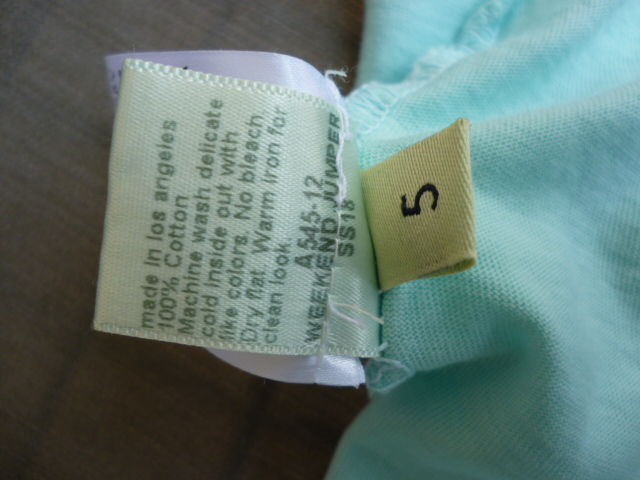 made in los angeles
100% Cotton
Machine wash delicate
cold inside out with
like colors. No bleach
Dry flat. Warm Iron for
clean look
A545-12
WEEKEND JUMPER
SS18
5